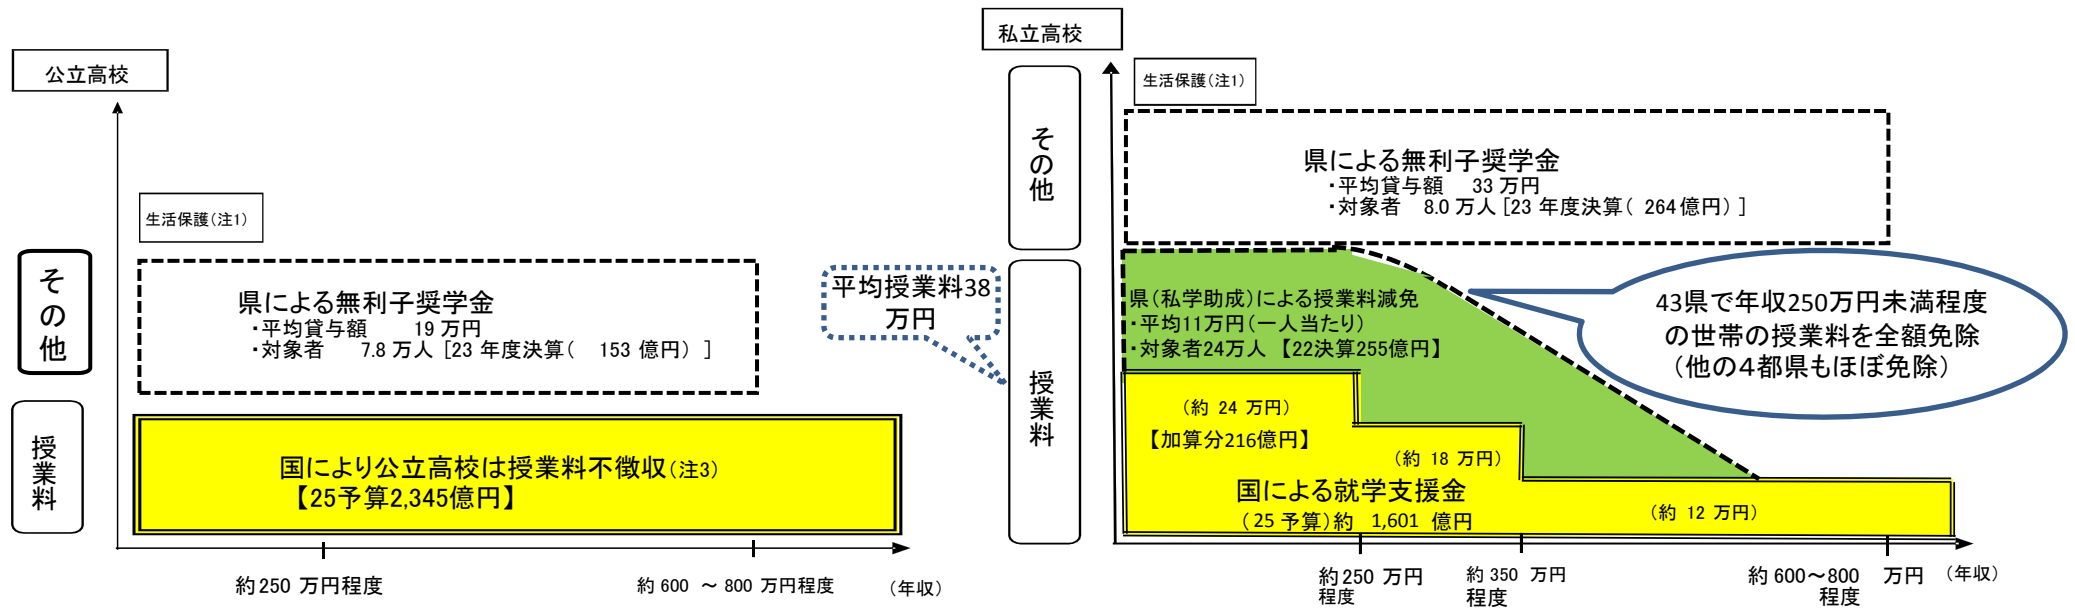 公立高校
生活保護(注1)
その他
県による無利子奨学金
・平均貸与額 19 万円
・対象者 7.8 万人 [23 年度決算( 153 億円) ]
授業料
国により公立高校は授業料不徴収(注3)
【25予算2,345億円】
約250 万円程度
約 600 ～ 800 万円程度
(年収)
私立高校
その他
生活保護(注1)
県による無利子奨学金
・平均貸与額 33 万円
・対象者 8.0 万人 [23 年度決算( 264億円) ]
平均授業料38
万円
授業料
県(私学助成)による授業料減免
・平均11万円(一人当たり)
・対象者24万人 【22決算255億円】
43県で年収250万円未満程度
の世帯の授業料を全額免除
(他の4都県もほぼ免除)
(約 24 万円)
【加算分216億円】
(約 18 万円)
国による就学支援金
(25 予算)約 1,601 億円
(約 12 万円)
約250 万円
程度
約 350 万円
程度
約 600～800 万円
程度
(年収)